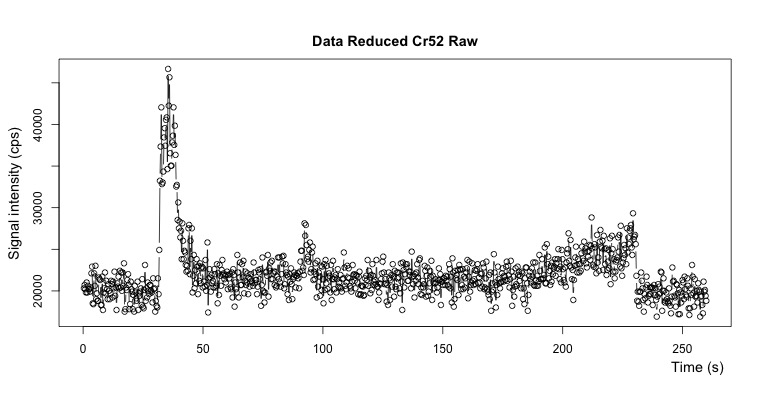 Data Reduced Cr52 Raw
Signal intensity (cps)
40000
30000
20000
0 50 100 150 200 250
Time (s)